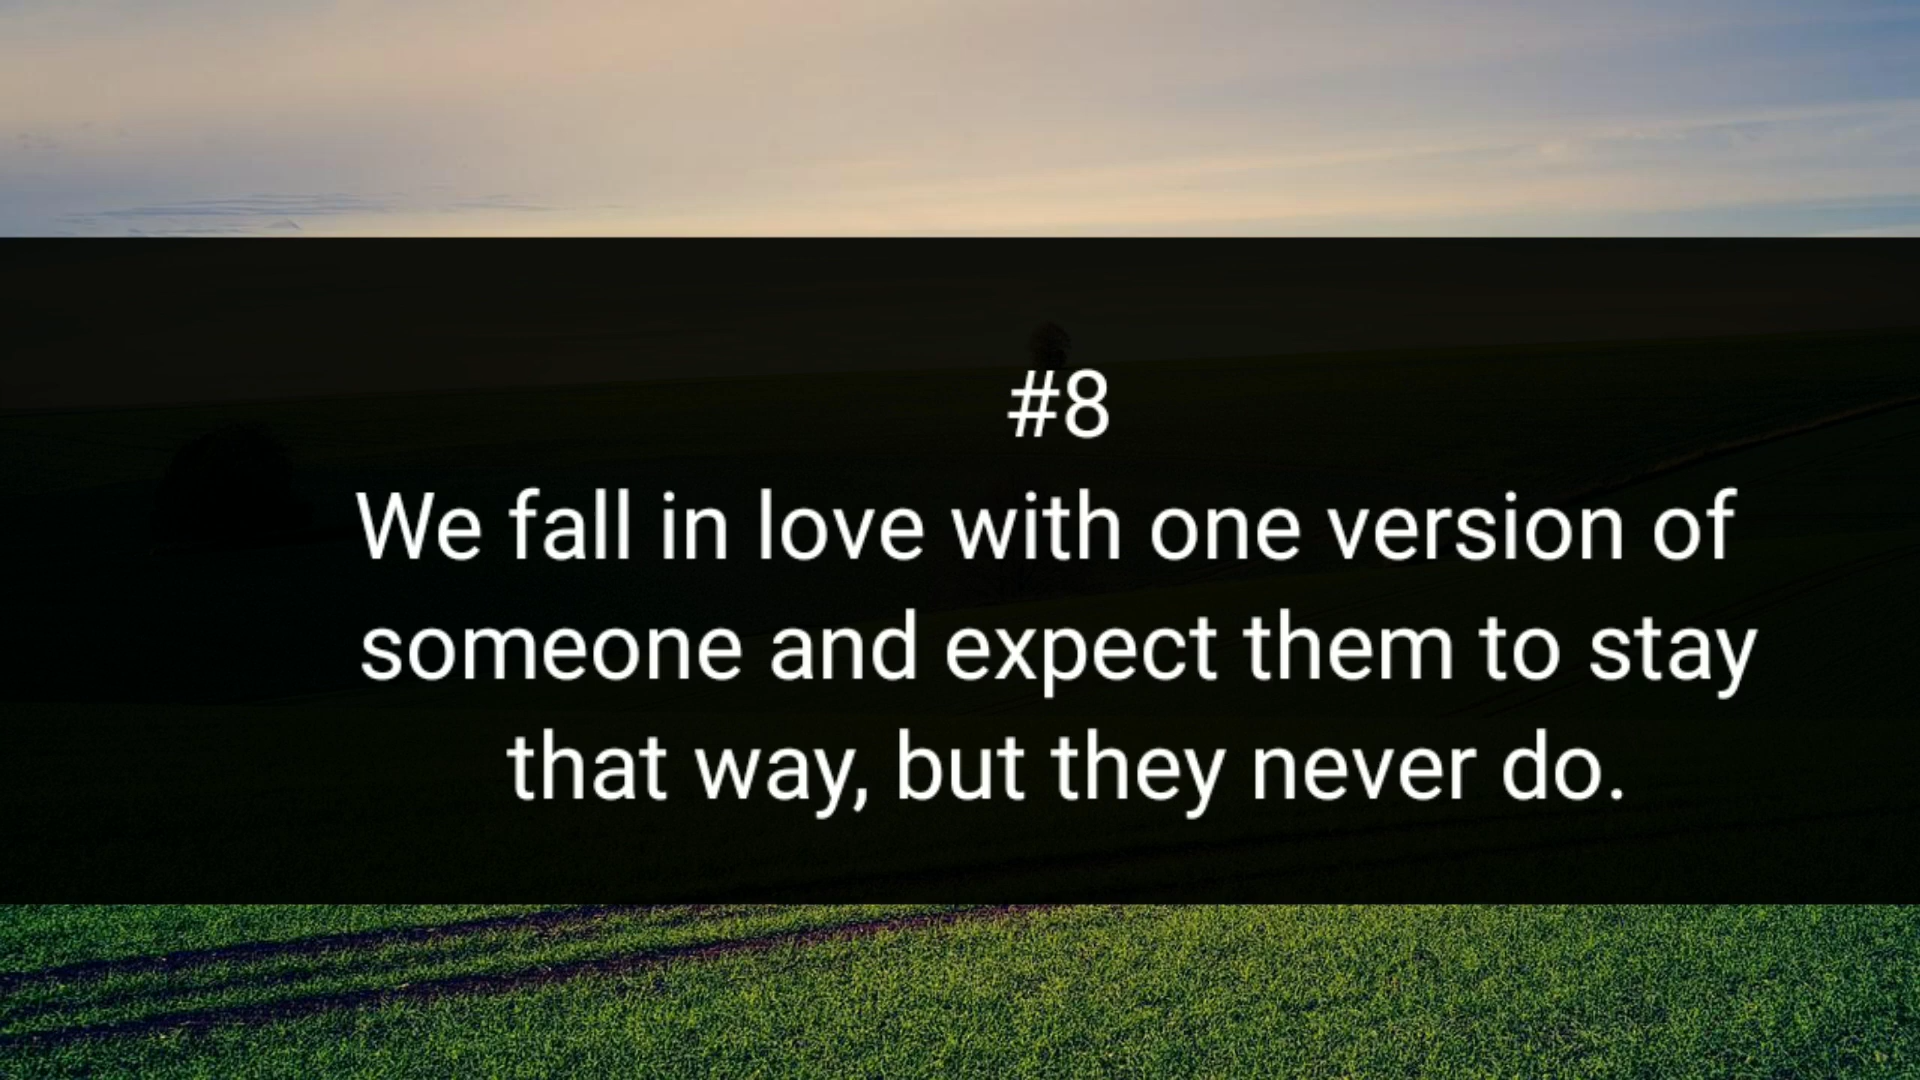 #8
We fall in love with one version of
someone and expect them to stay
that way, but they never do.